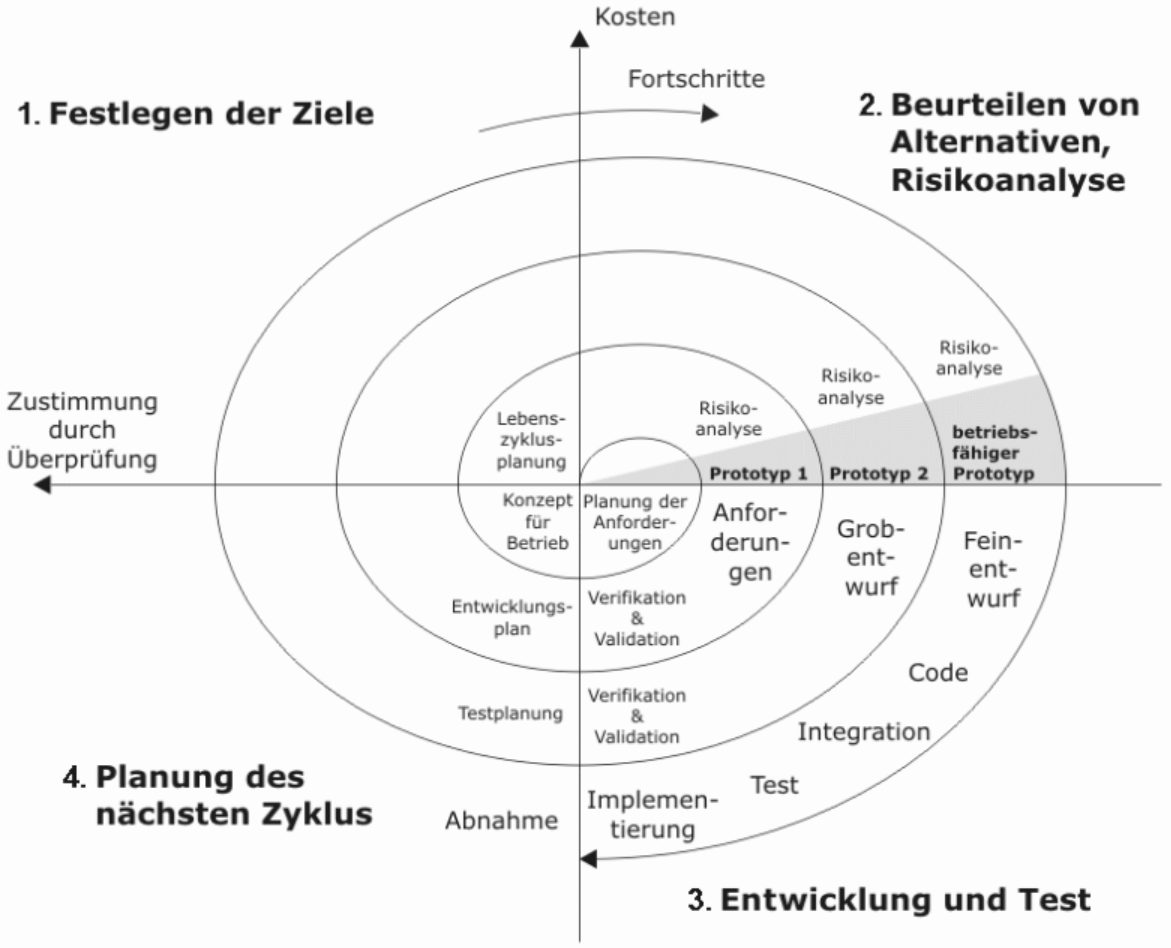 Kosten
Fortschritte
1. Festlegen der Ziele
2. Beurteilen von
Alternativen,
Risikoanalyse
Risiko-
analyse
Risiko-
analyse
Risiko-
analyse
Zustimmung
durch
Überprüfung
Lebens-
zyklus-
planung
betriebs-
fähiger
Prototyp
Prototyp 1
Prototyp 2
Konzept
für
Betrieb
Planung der
Anforder-
ungen
Anfor-
derun-
gen
Grob-
ent-
wurf
Fein-
ent-
wurf
Entwicklungs-
plan
Verifikation
&
Validation
Code
Testplanung
Verifikation
&
Validation
Integration
4. Planung des
nächsten Zyklus
Test
Abnahme
Implemen-
tierung
3. Entwicklung und Test